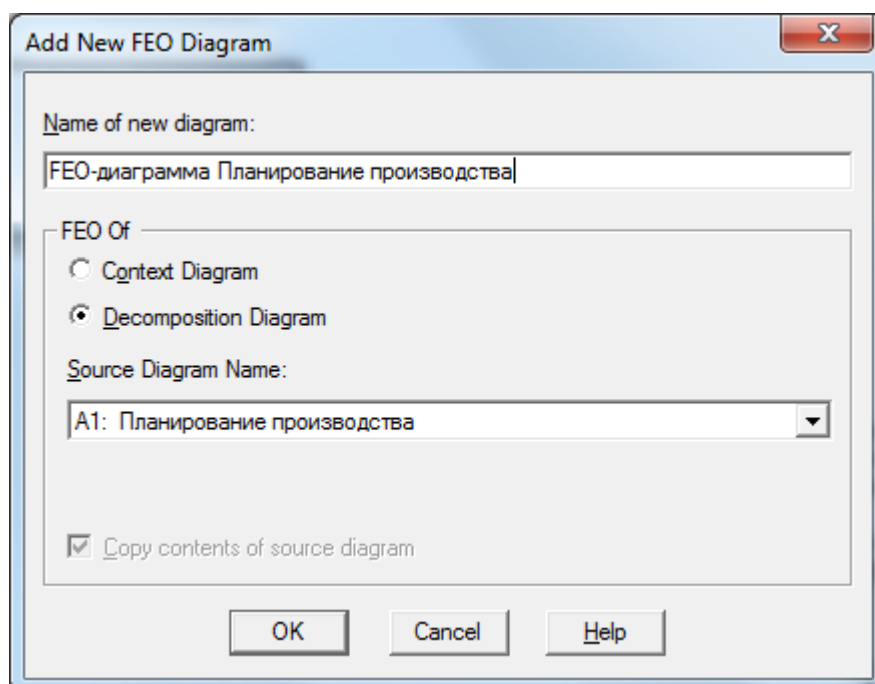 Add New FEO Diagram
Name of new diagram:
FEO-диаграмма Планирование производства
FEO Of
Context Diagram
Decomposition Diagram
Source Diagram Name:
A1: Планирование производства
Copy contents of source diagram
OK Cancel Help